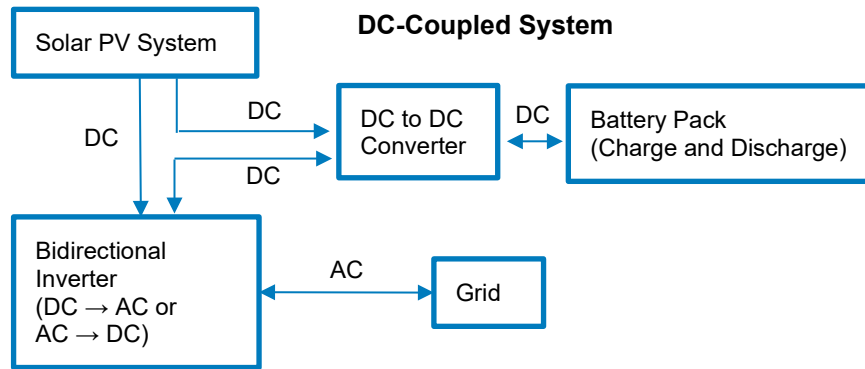 DC-Coupled System
Solar PV System
DC
DC
DC
DC to DC
Converter
DC
Battery Pack
(Charge and Discharge)
Bidirectional
Inverter
(DC → AC or
AC → DC)
AC
Grid